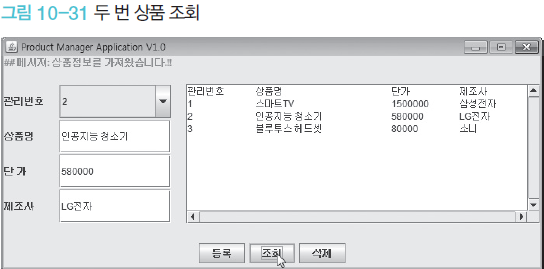 그림 10-31 두 번 상품 조회
Product Manager Application V1.0
## 메시지: 상품정보를 가져왔습니다.!!
관리번호 2
상품명 인공지능 청소기
단 가 580000
제조사 LG전자
관리번호 상품명 단가 제조사
1 스마트TV 1500000 삼성전자
2 인공지능 청소기 580000 LG전자
3 블루투스 헤드셋 80000 소니
등록 조회 삭제